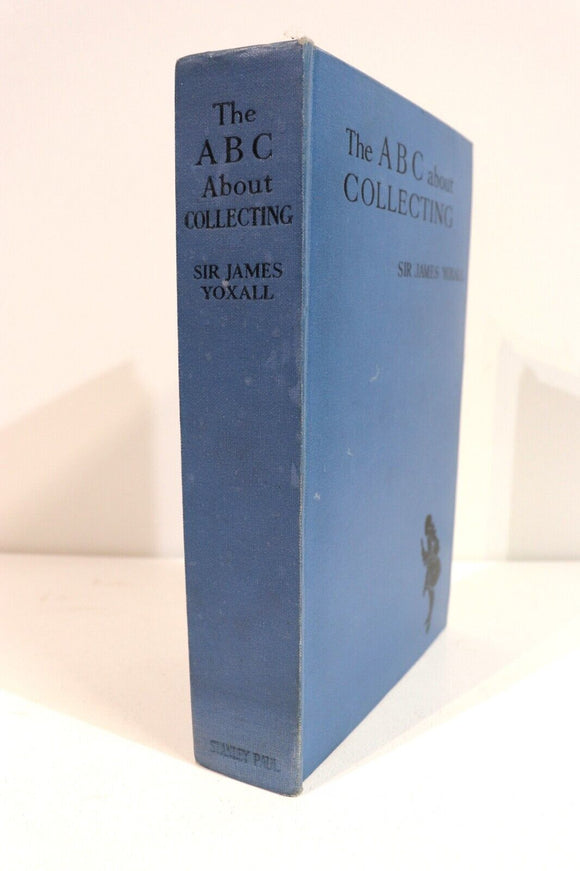 The
ABC
About
COLLECTING
SIR JAMES
YOXALL
STANLEY PAUL
The ABC about
COLLECTING
SIR JAMES YOXALL